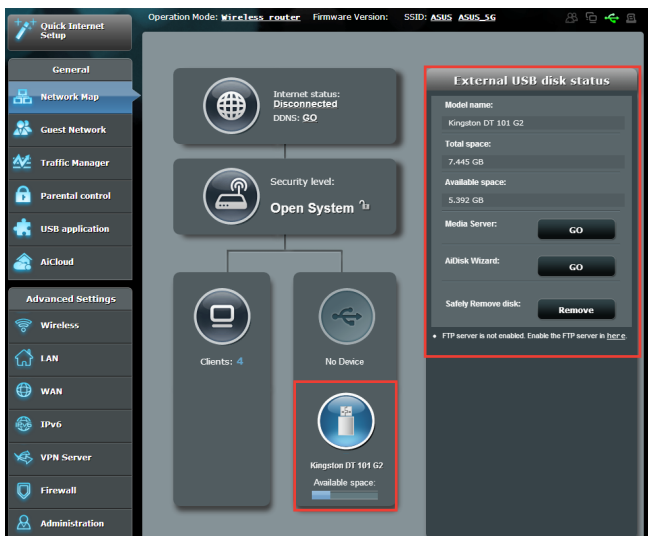 Quick Internet
Setup
Operation Mode: Wireless router Firmware Version: SSID: ASUS ASUS_5G
General
Network Map
Guest Network
Traffic Manager
Parental control
USB application
AiCloud
Advanced Settings
Wireless
LAN
WAN
IPv6
VPN Server
Firewall
Administration
Internet status:
Disconnected
DDNS: GO
Security level:
Open System
Clients: 4
No Device
Kingston DT 101 G2
Available space:
External USB disk status
Model name:
Kingston DT 101 G2
Total space:
7.445 GB
Available space:
5.392 GB
Media Server: GO
AiDisk Wizard: GO
Safely Remove disk: Remove
• FTP server is not enabled. Enable the FTP server in here.